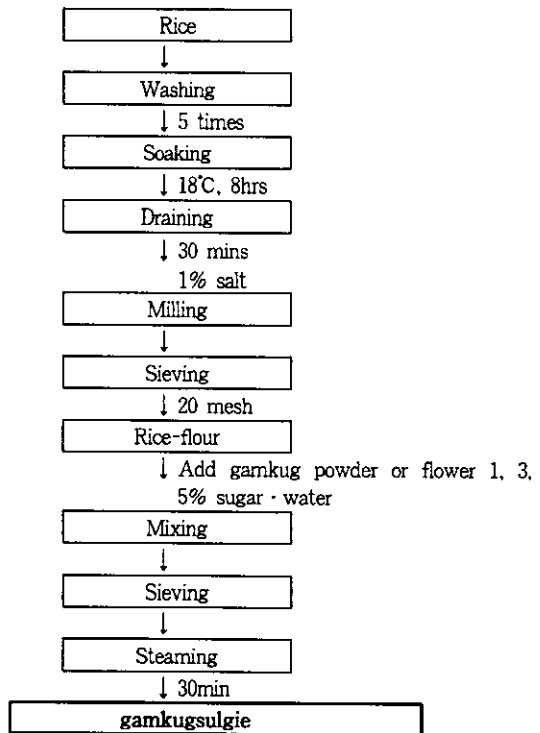 Rice
↓
Washing
↓ 5 times
Soaking
↓ 18℃, 8hrs
Draining
↓ 30 mins
1% salt
Milling
↓
Sieving
↓ 20 mesh
Rice-flour
↓ Add gamkug powder or flower 1, 3,
5% sugar · water
Mixing
↓
Sieving
↓
Steaming
↓ 30min
gamkugsulgie